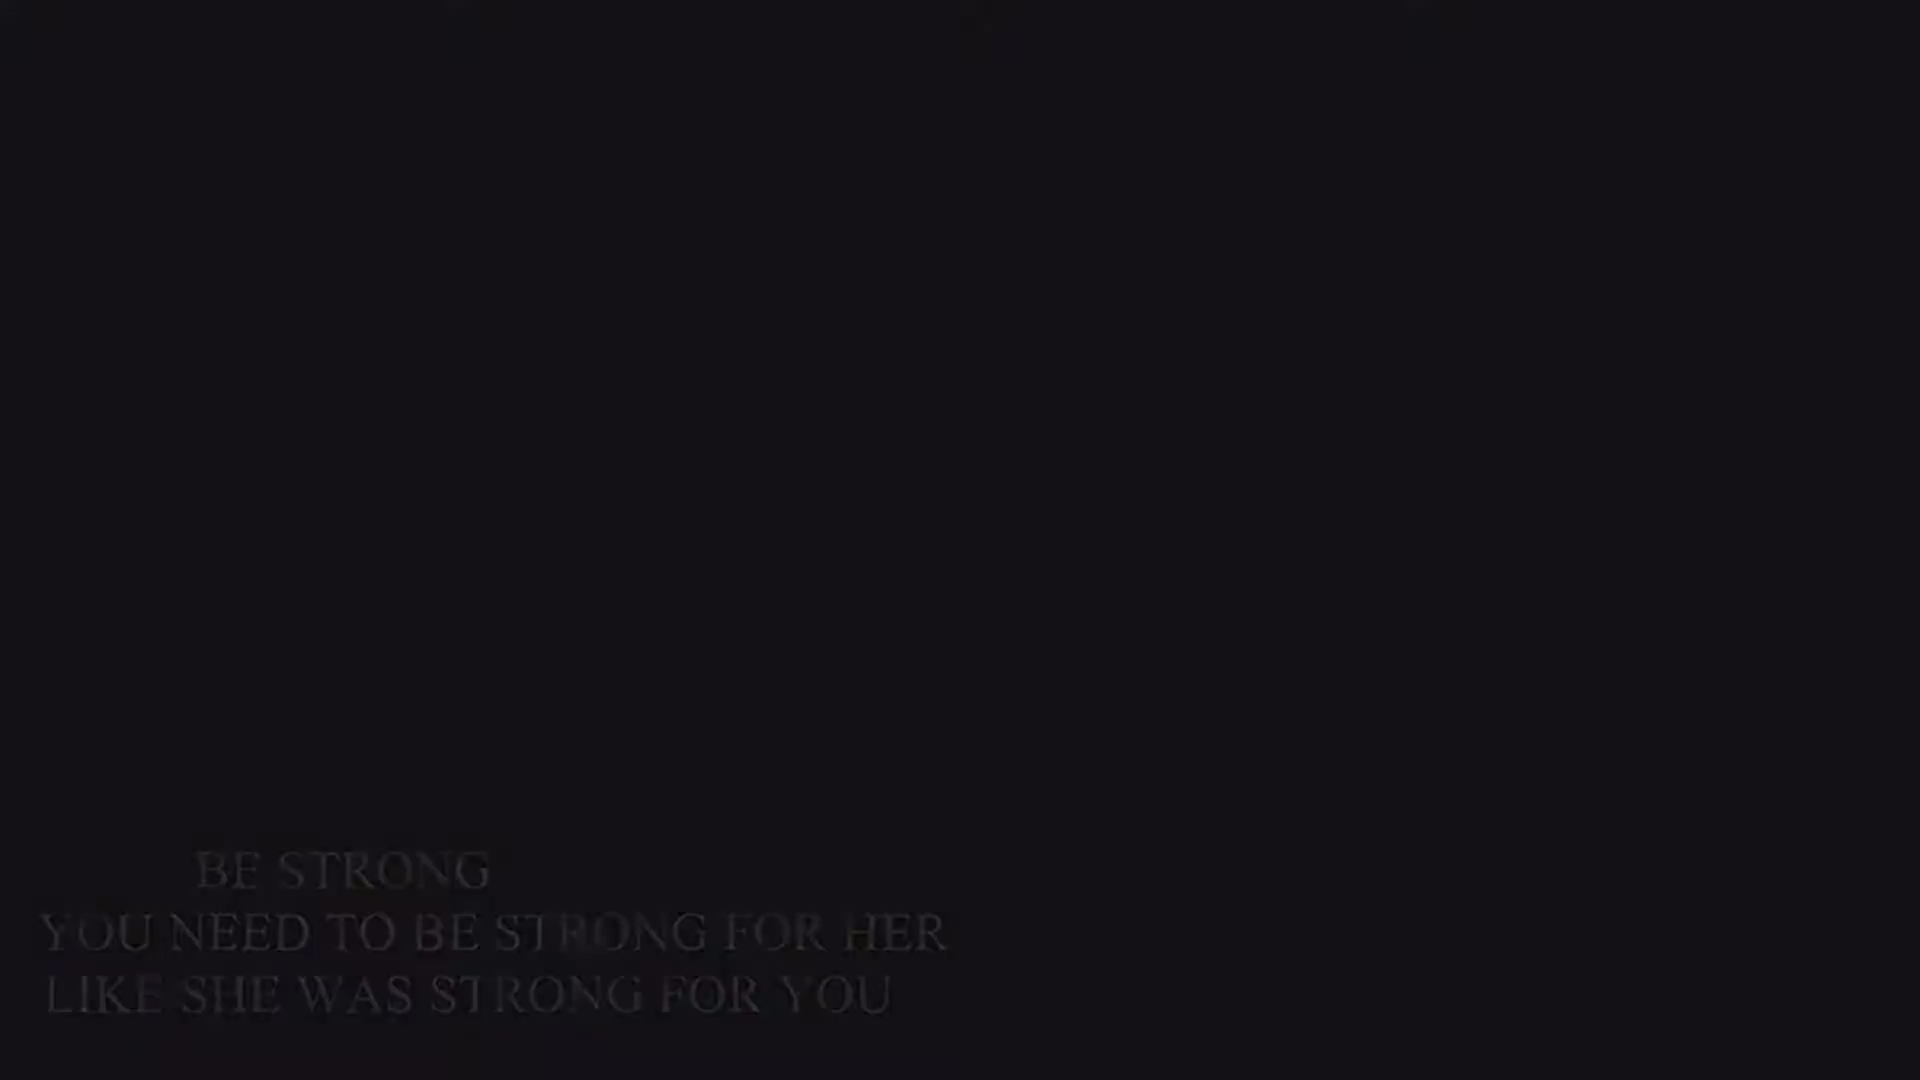 BE STRONG
YOU NEED TO BE STRONG FOR HER
LIKE SHE WAS STRONG FOR YOU